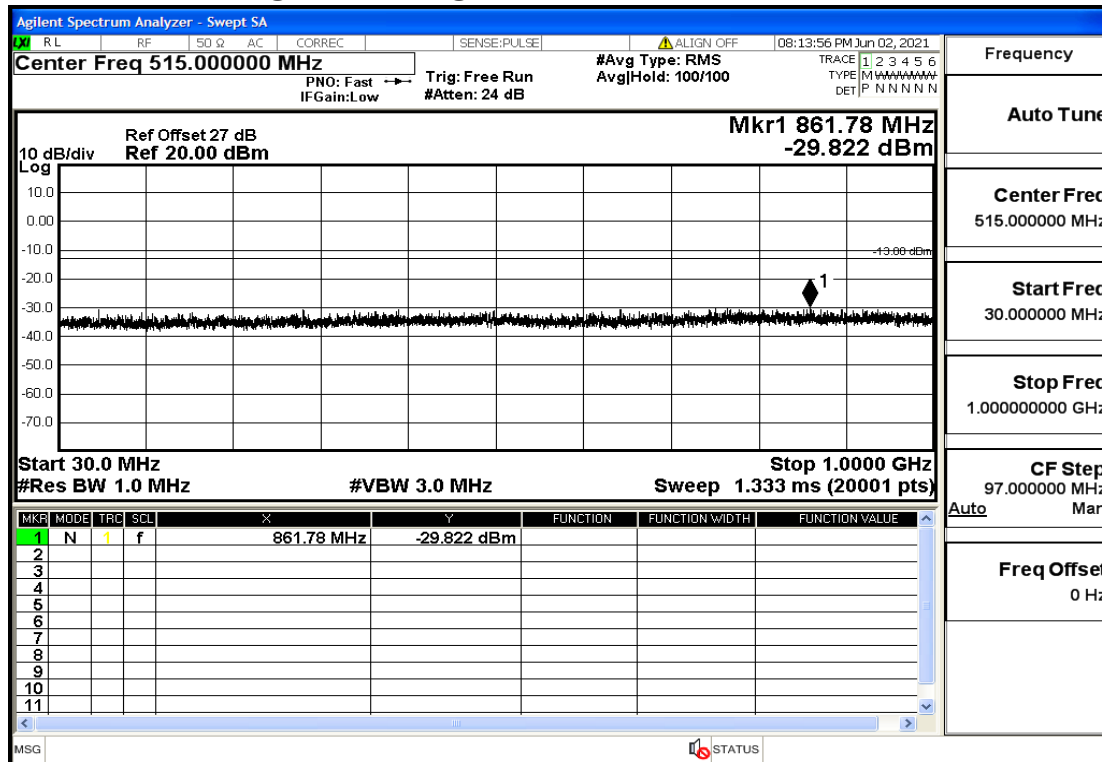 Agilent Spectrum Analyzer - Swept SA
LXI RL RF 50 Ω AC CORREC SENSE:PULSE ALIGN OFF 08:13:56 PM Jun 02, 2021
Center Freq 515.000000 MHz
PNO: Fast
IFGain:Low
Trig: Free Run
#Atten: 24 dB
#Avg Type: RMS
Avg|Hold: 100/100
TRACE 1 2 3 4 5 6
TYPE M WWWWW
DET P N N N N N
Mkr1 861.78 MHz
-29.822 dBm
Ref Offset 27 dB
10 dB/div Ref 20.00 dBm
Log
10.0
0.00
-10.0
-13.00 dBm
-20.0
1
-30.0
-40.0
-50.0
-60.0
-70.0
Start 30.0 MHz Stop 1.0000 GHz
#Res BW 1.0 MHz #VBW 3.0 MHz Sweep 1.333 ms (20001 pts)
MKR MODE TRC SCL X Y FUNCTION FUNCTION WIDTH FUNCTION VALUE
1 N 1 f 861.78 MHz -29.822 dBm
2
3
4
5
6
7
8
9
10
11
MSG STATUS
Frequency
Auto Tune
Center Freq
515.000000 MHz
Start Freq
30.000000 MHz
Stop Freq
1.000000000 GHz
CF Step
97.000000 MHz
Auto Man
Freq Offset
0 Hz